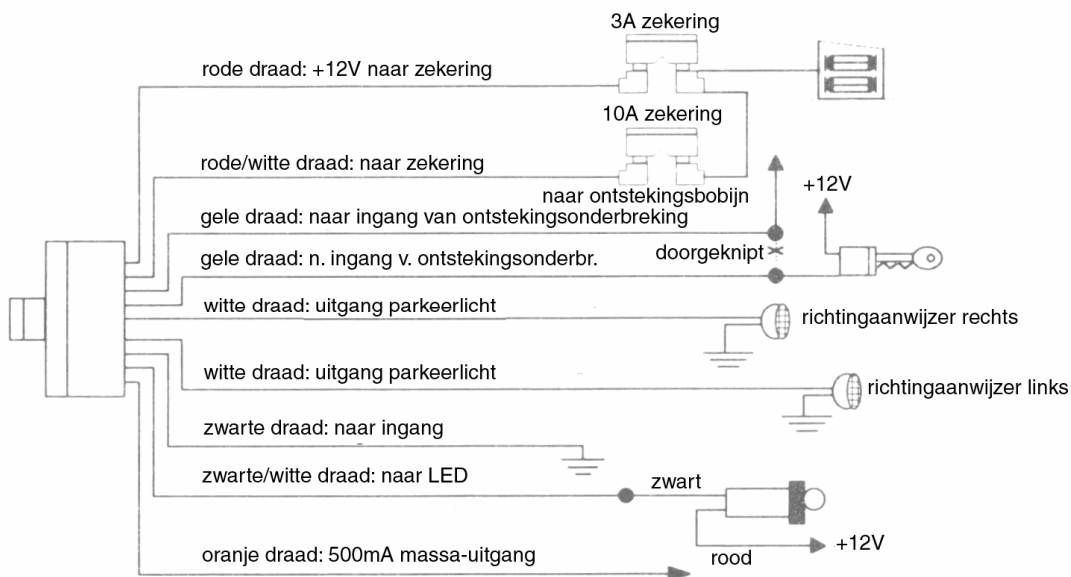 3A zekering
rode draad: +12V naar zekering
10A zekering
rode/witte draad: naar zekering
naar ontstekingsbobijn
+12V
gele draad: naar ingang van ontstekingsonderbreking
doorgeknipt
gele draad: n. ingang v. ontstekingsonderbr.
witte draad: uitgang parkeerlicht
richtingaanwijzer rechts
witte draad: uitgang parkeerlicht
richtingaanwijzer links
zwarte draad: naar ingang
zwarte/witte draad: naar LED
zwart
+12V
rood
oranje draad: 500mA massa-uitgang